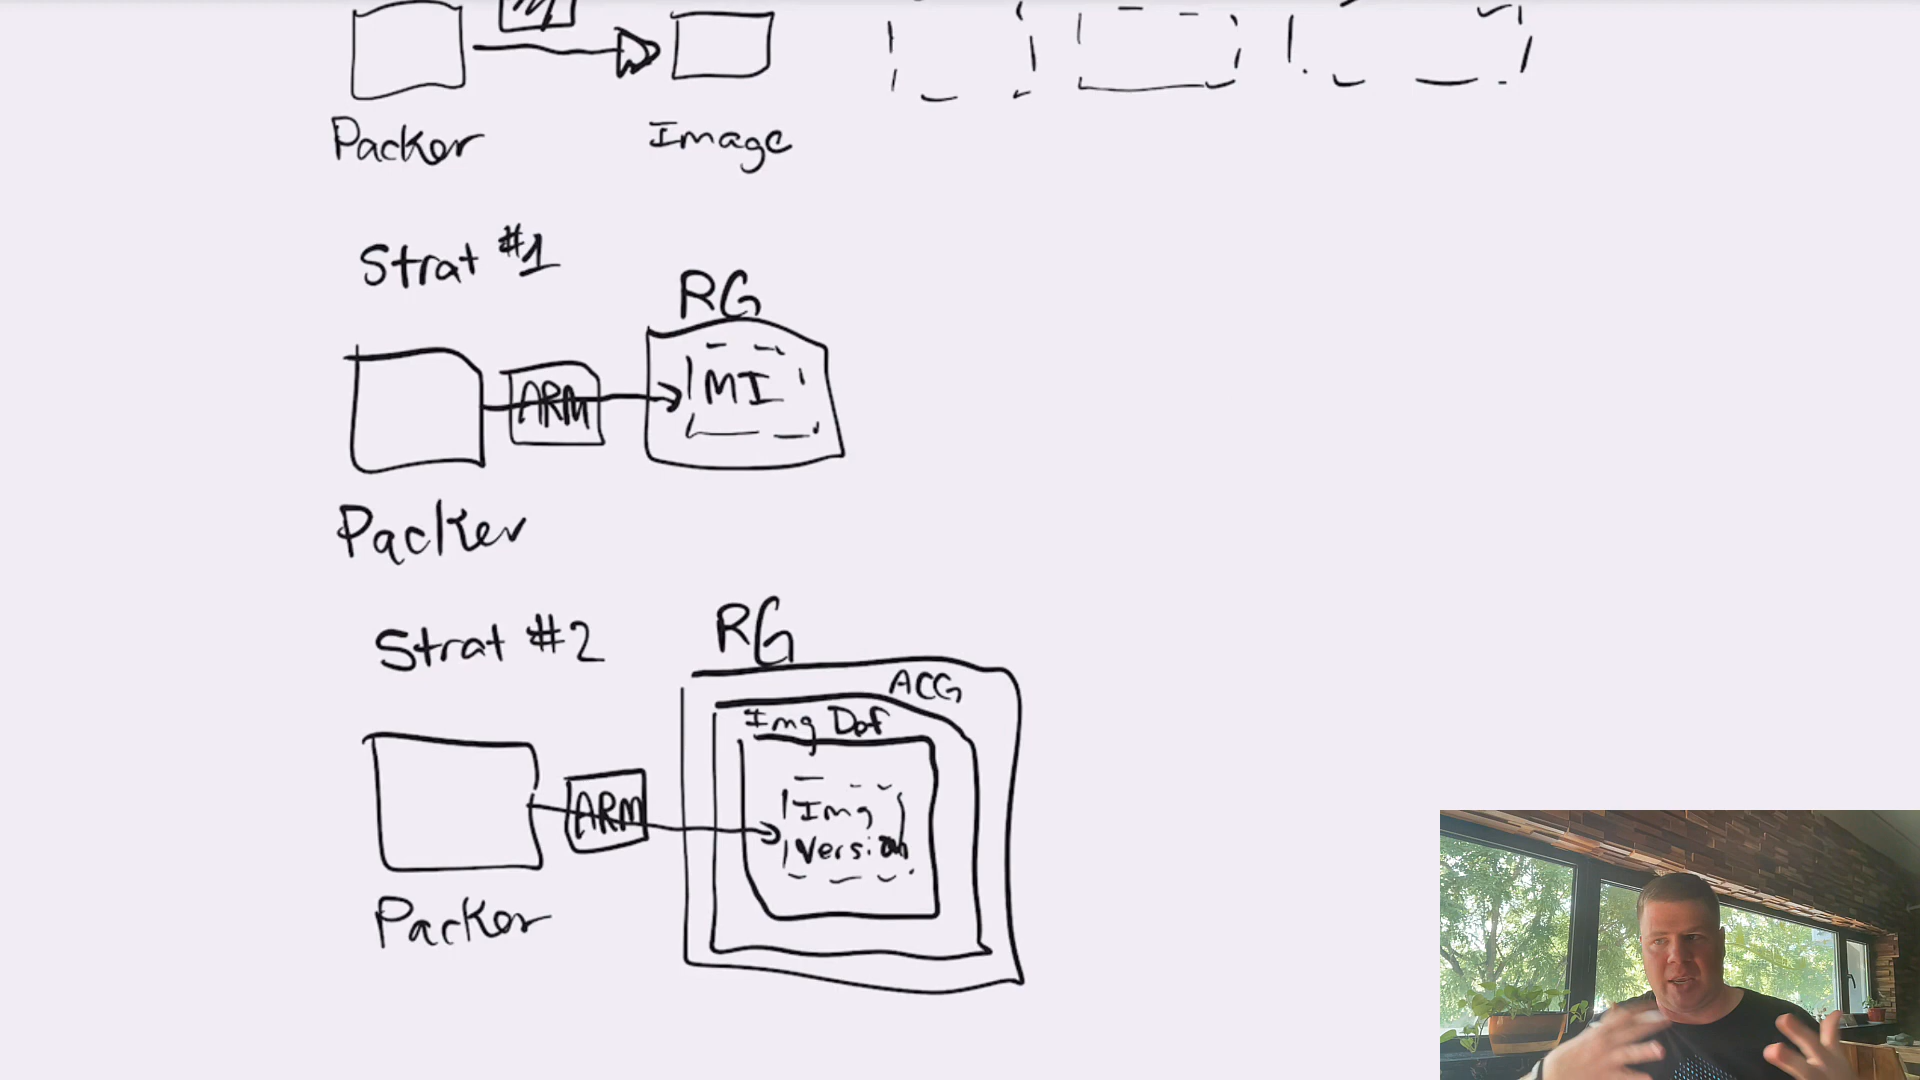 Packer
Image
Strat #1
RG
ARM
MI
Packer
Strat #2
RG
ACG
Img Def
ARM
Img
Version
Packer